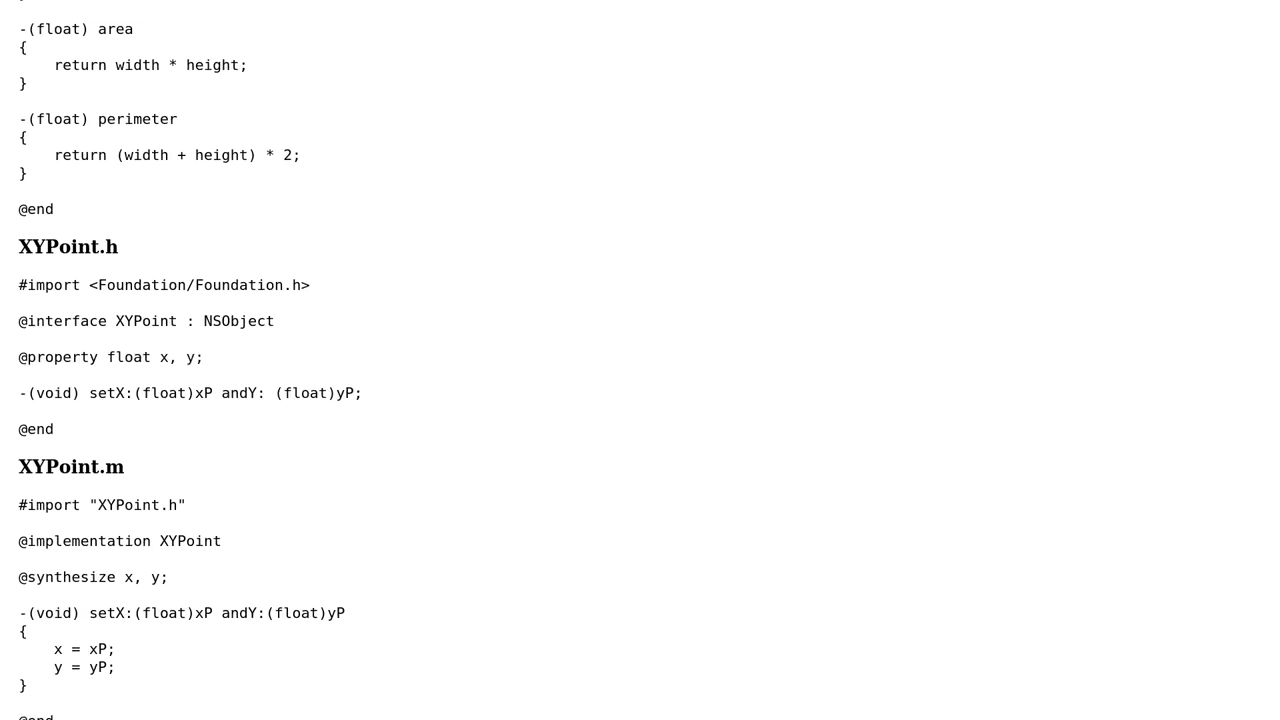 -(float) area
{
    return width * height;
}
-(float) perimeter
{
    return (width + height) * 2;
}
@end
XYPoint.h
#import <Foundation/Foundation.h>
@interface XYPoint : NSObject
@property float x, y;
-(void) setX:(float)xP andY: (float)yP;
@end
XYPoint.m
#import "XYPoint.h"
@implementation XYPoint
@synthesize x, y;
-(void) setX:(float)xP andY:(float)yP
{
    x = xP;
    y = yP;
}
@end